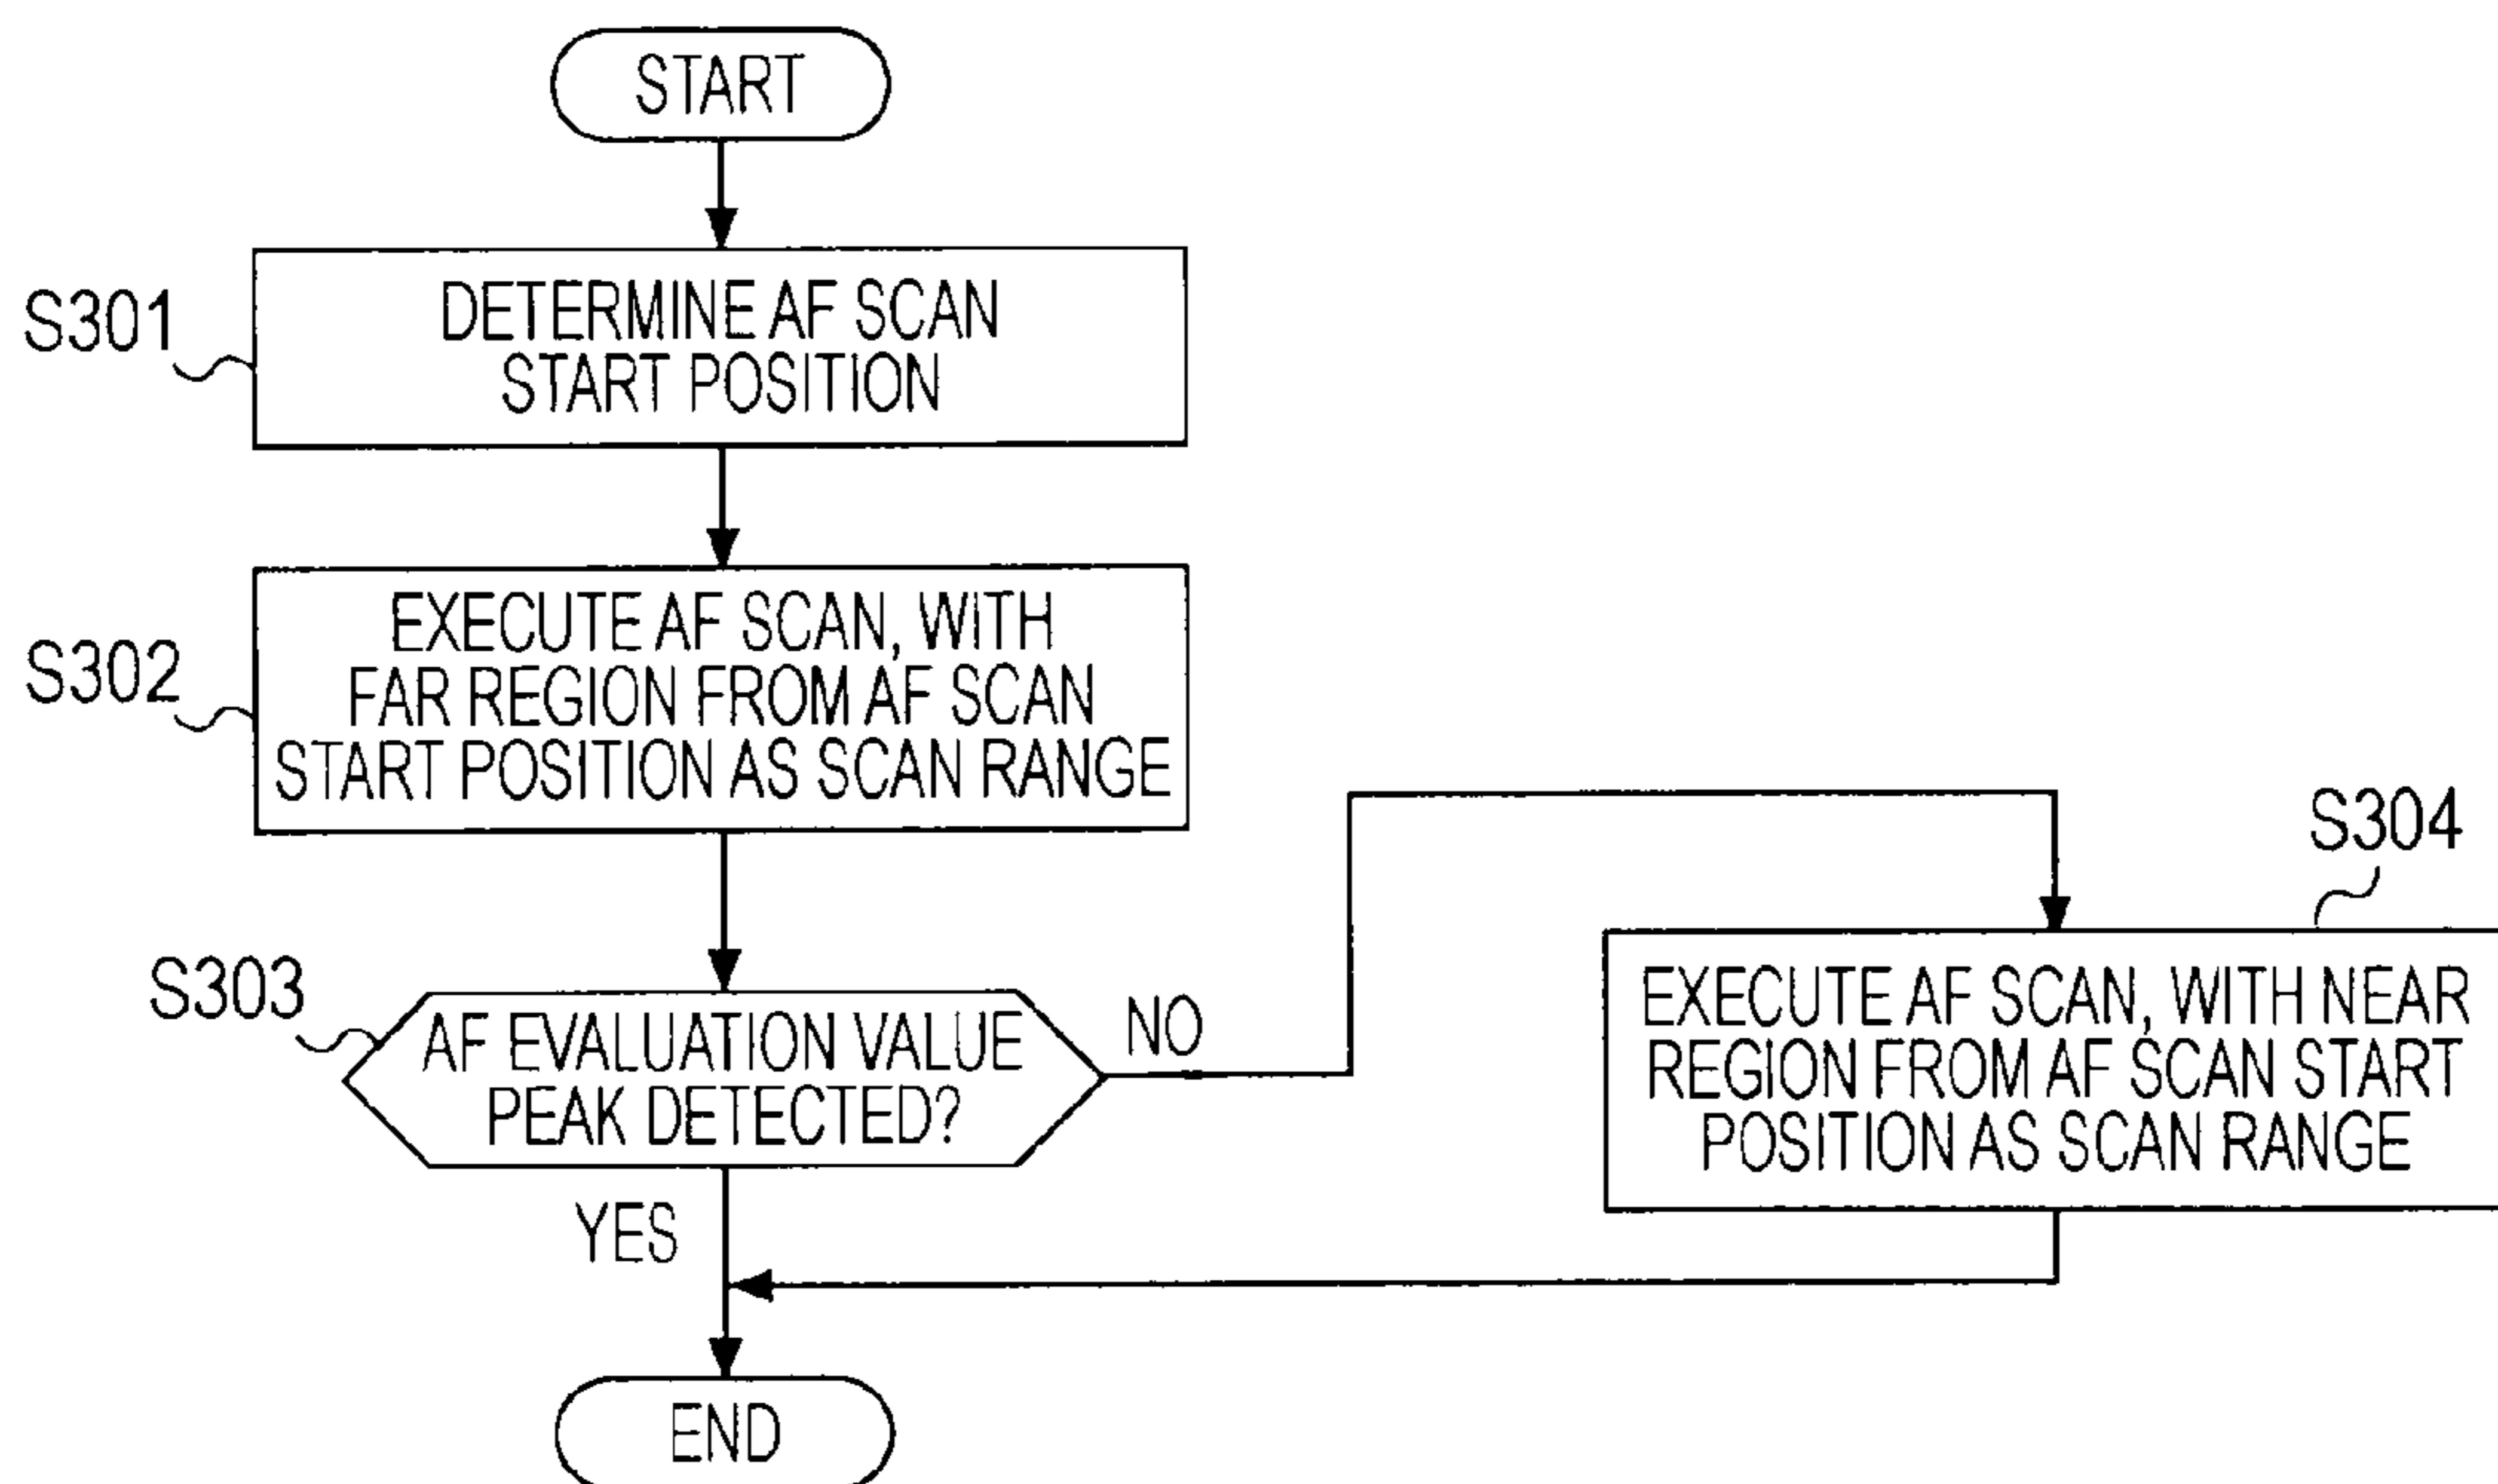 START
S301
DETERMINE AF SCAN
START POSITION
S302
EXECUTE AF SCAN, WITH
FAR REGION FROM AF SCAN
START POSITION AS SCAN RANGE
S303
AF EVALUATION VALUE
PEAK DETECTED?
NO
YES
S304
EXECUTE AF SCAN, WITH NEAR
REGION FROM AF SCAN START
POSITION AS SCAN RANGE
END